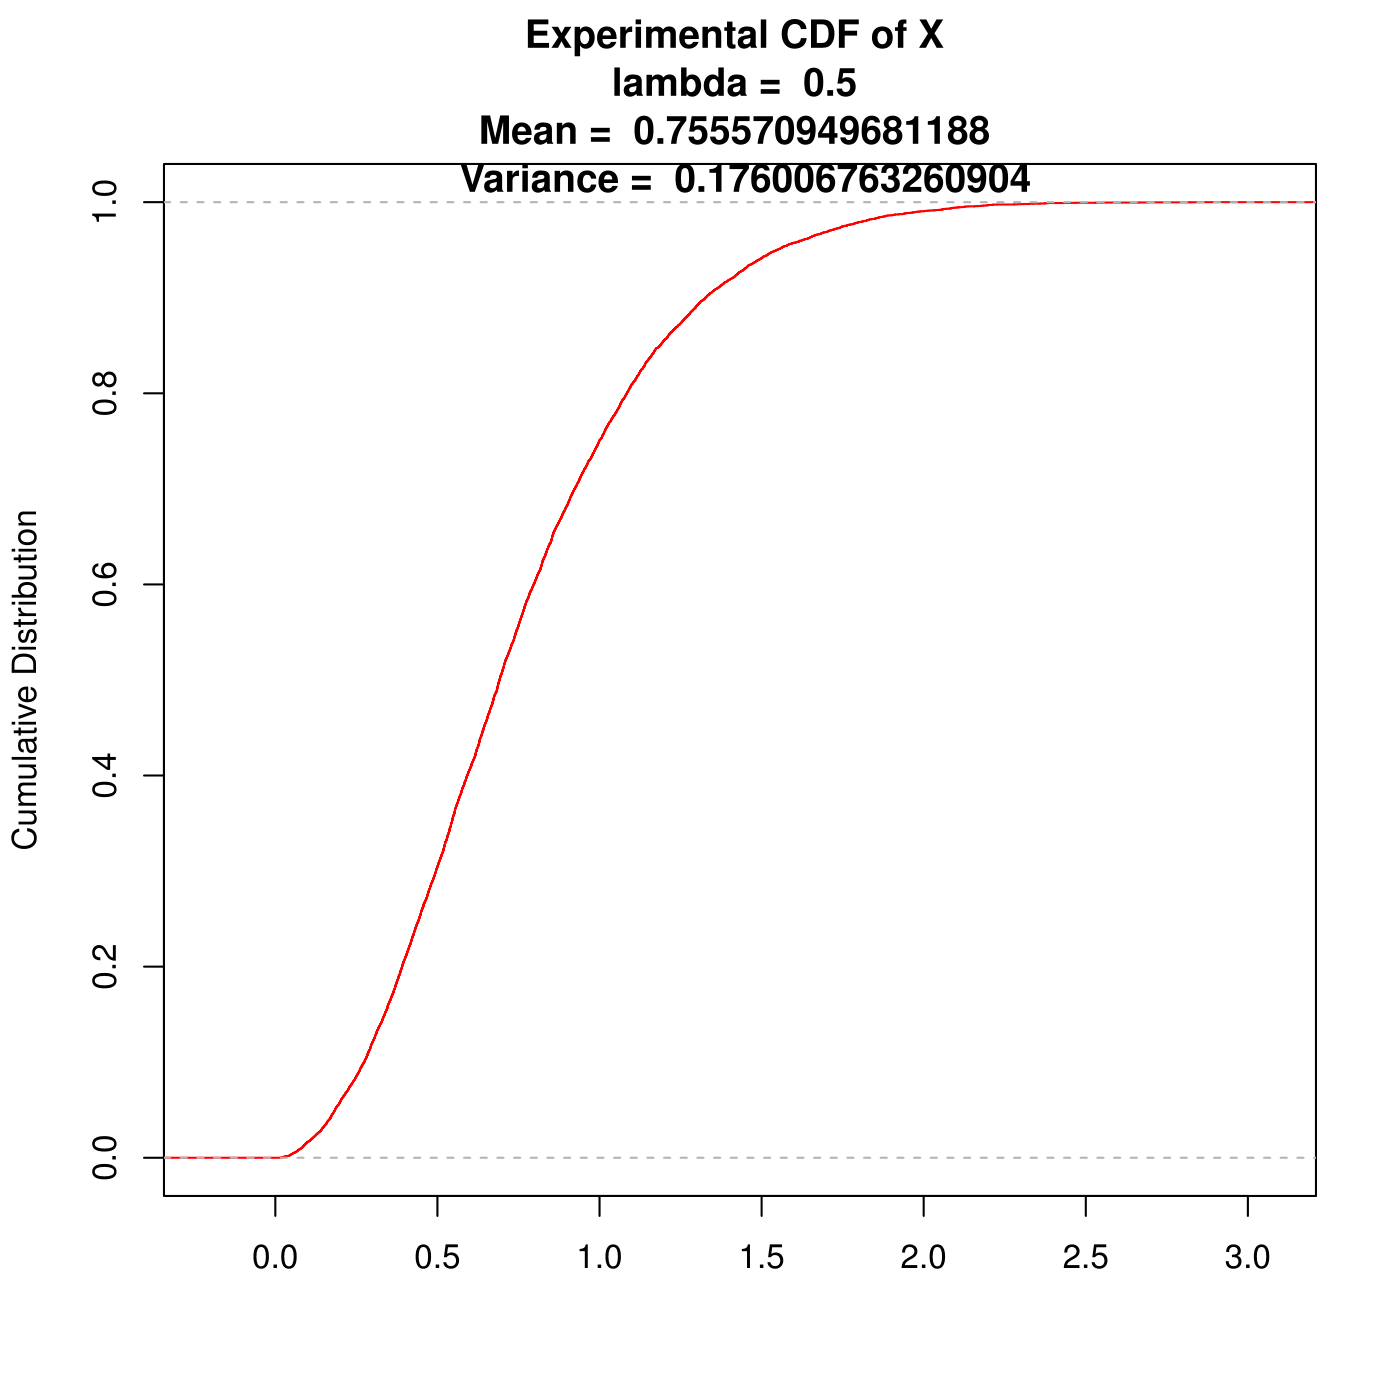 Experimental CDF of X
lambda =  0.5
Mean =  0.755570949681188
Variance =  0.176006763260904
Cumulative Distribution
1.0
0.8
0.6
0.4
0.2
0.0
0.0 0.5 1.0 1.5 2.0 2.5 3.0